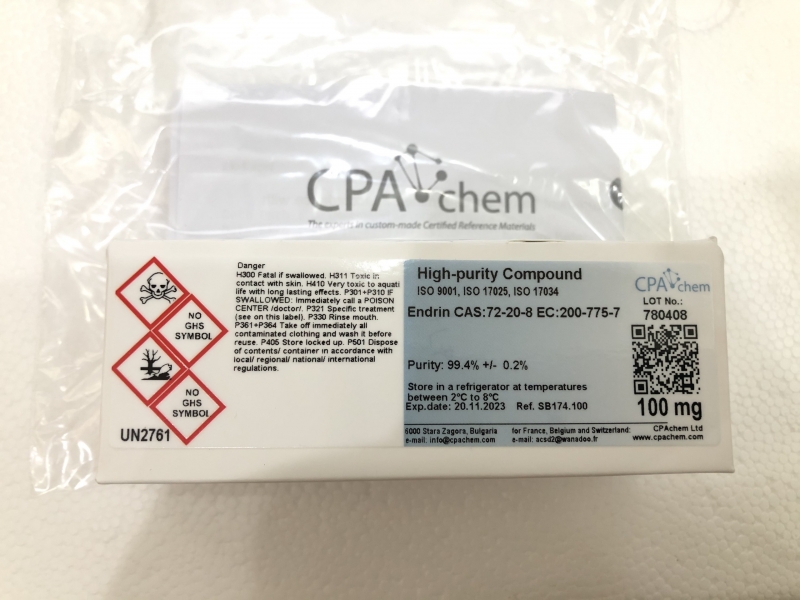 CPAchem
The experts in custom-made Certified Reference Materials
Danger
H300 Fatal if swallowed. H311 Toxic in
contact with skin. H410 Very toxic to aquati
life with long lasting effects. P301+P310 IF
SWALLOWED: Immediately call a POISON
CENTER /doctor/. P321 Specific treatment
(see on this label). P330 Rinse mouth.
P361+P364 Take off immediately all
contaminated clothing and wash it before
reuse. P405 Store locked up. P501 Dispose
of contents/ container in accordance with
local/ regional/ national/ international
regulations.
NO
GHS
SYMBOL
NO
GHS
SYMBOL
UN2761
High-purity Compound
ISO 9001, ISO 17025, ISO 17034
Endrin CAS:72-20-8 EC:200-775-7
Purity: 99.4% +/- 0.2%
Store in a refrigerator at temperatures
between 2°C to 8°C
Exp.date: 20.11.2023 Ref. SB174.100
6000 Stara Zagora, Bulgaria
e-mail: info@cpachem.com
for France, Belgium and Switzerland:
e-mail: acsd2@wanadoo.fr
CPAchem
LOT No.:
780408
100 mg
CPAchem Ltd
www.cpachem.com